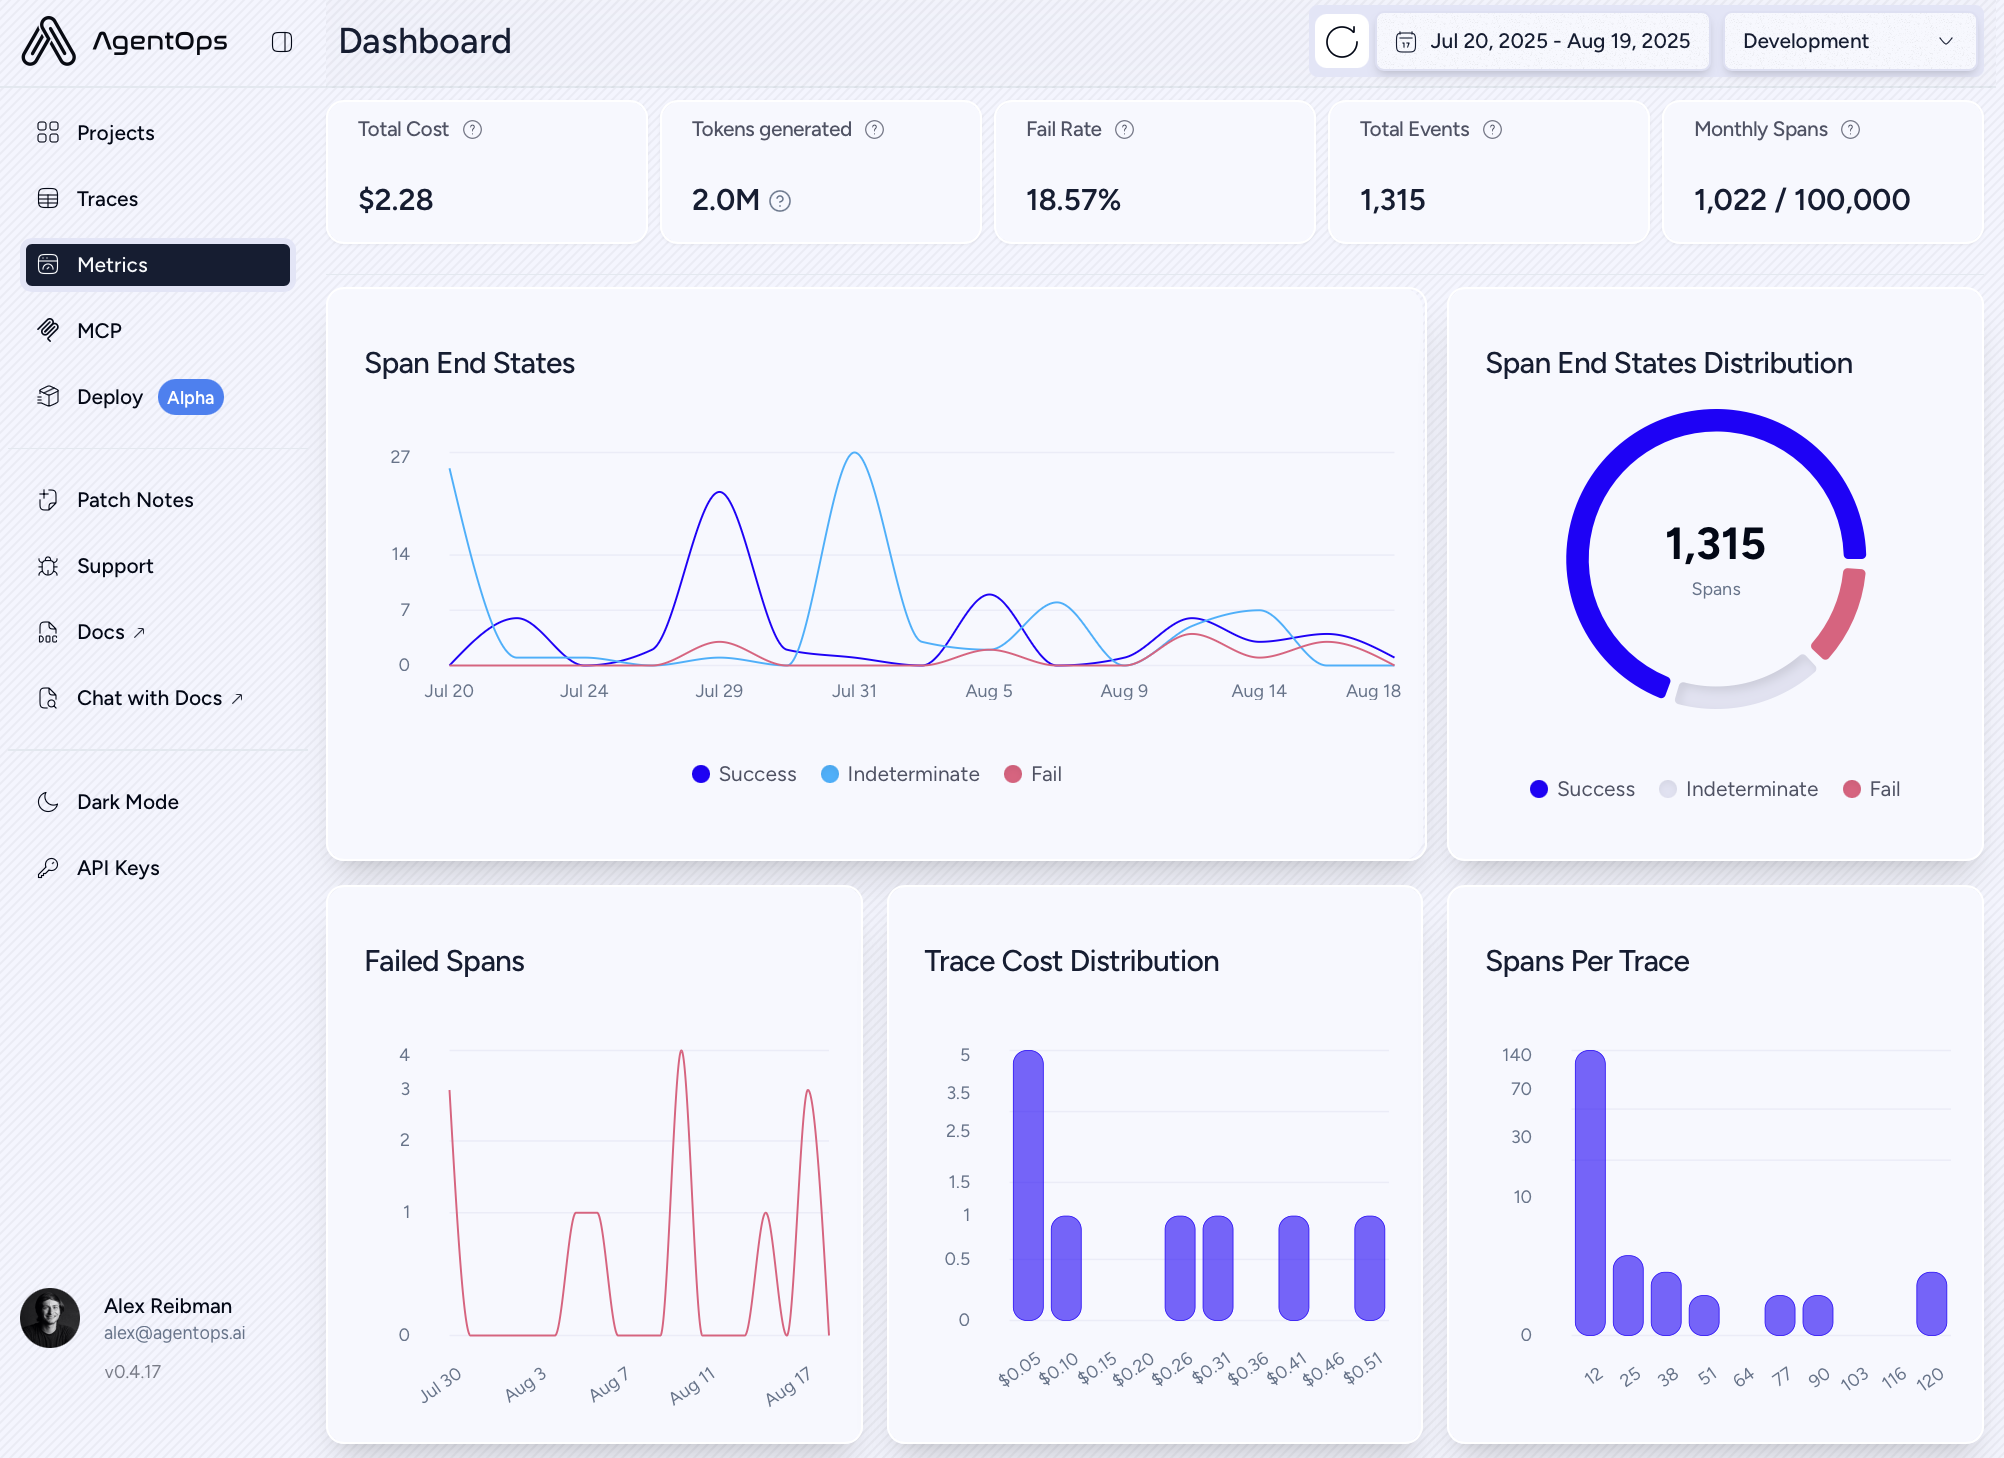 AgentOps
Dashboard
Jul 20, 2025 - Aug 19, 2025
Development
Projects
Traces
Metrics
MCP
Deploy Alpha
Patch Notes
Support
Docs
Chat with Docs
Dark Mode
API Keys
Alex Reibman
alex@agentops.ai
v0.4.17
Total Cost
$2.28
Tokens generated
2.0M
Fail Rate
18.57%
Total Events
1,315
Monthly Spans
1,022 / 100,000
Span End States
27
14
7
0
Jul 20 Jul 24 Jul 29 Jul 31 Aug 5 Aug 9 Aug 14 Aug 18
Success Indeterminate Fail
Span End States Distribution
1,315
Spans
Success Indeterminate Fail
Failed Spans
4
3
2
1
0
Jul 30 Aug 3 Aug 7 Aug 11 Aug 17
Trace Cost Distribution
5
3.5
2.5
1.5
1
0.5
0
$0.05 $0.10 $0.15 $0.20 $0.26 $0.31 $0.36 $0.41 $0.46 $0.51
Spans Per Trace
140
70
30
10
0
12 25 38 51 64 77 90 103 116 120